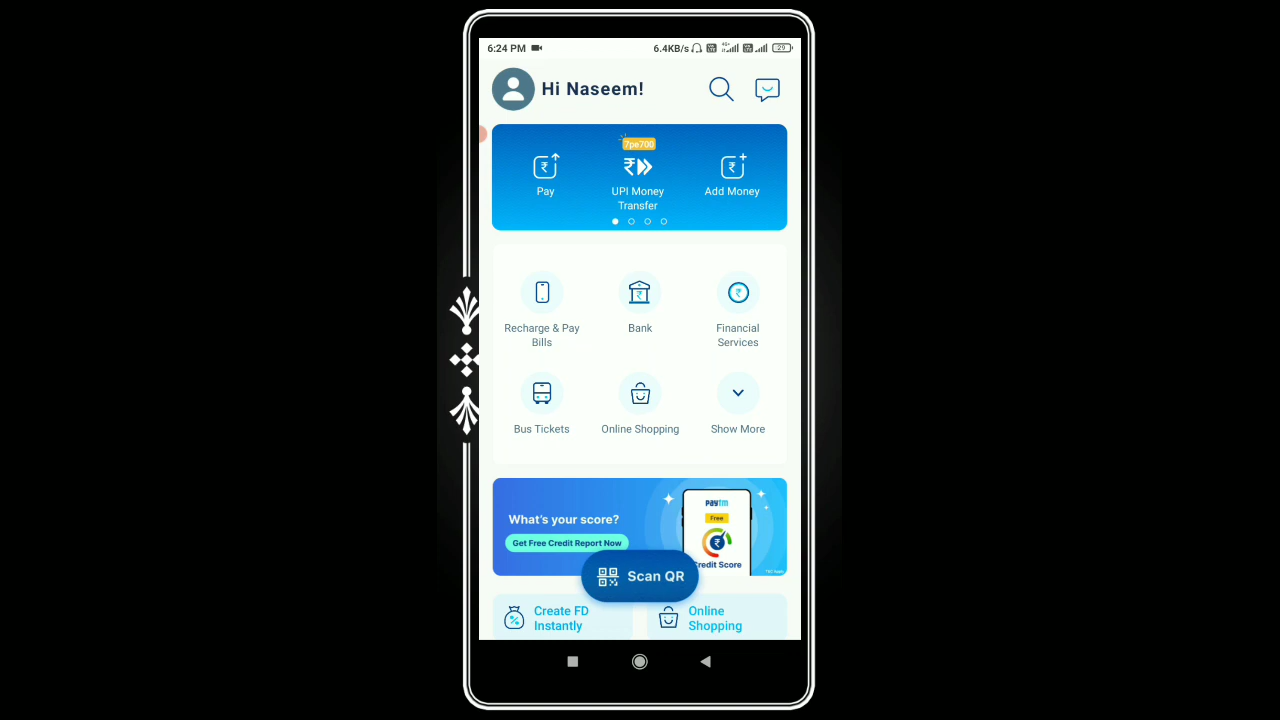 6:24 PM
6.4KB/s
29
Hi Naseem!
7pe700
Pay
UPI Money
Transfer
Add Money
Recharge & Pay
Bills
Bank
Financial
Services
Bus Tickets
Online Shopping
Show More
What's your score?
Get Free Credit Report Now
paytm
Free
Credit Score
Scan QR
Create FD
Instantly
Online
Shopping